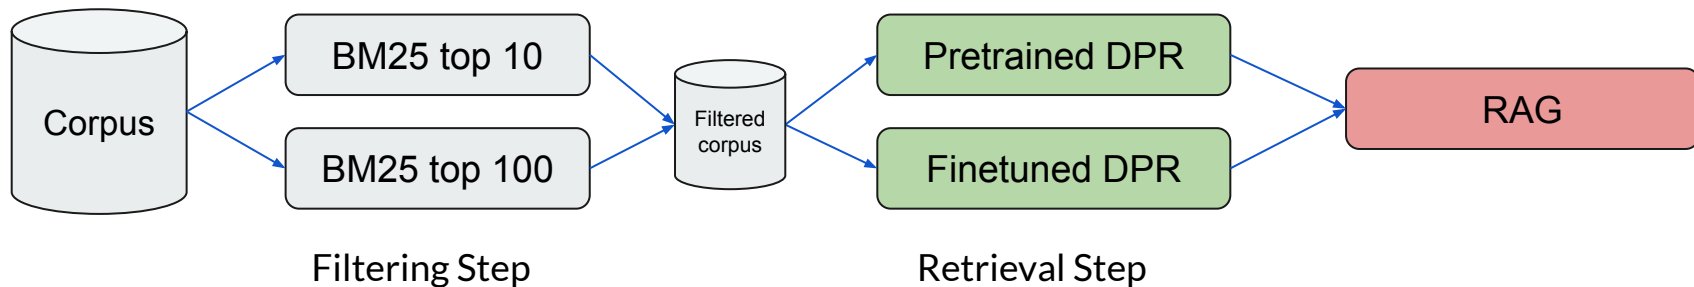 Corpus
BM25 top 10
BM25 top 100
Filtered
corpus
Pretrained DPR
Finetuned DPR
RAG
Filtering Step
Retrieval Step